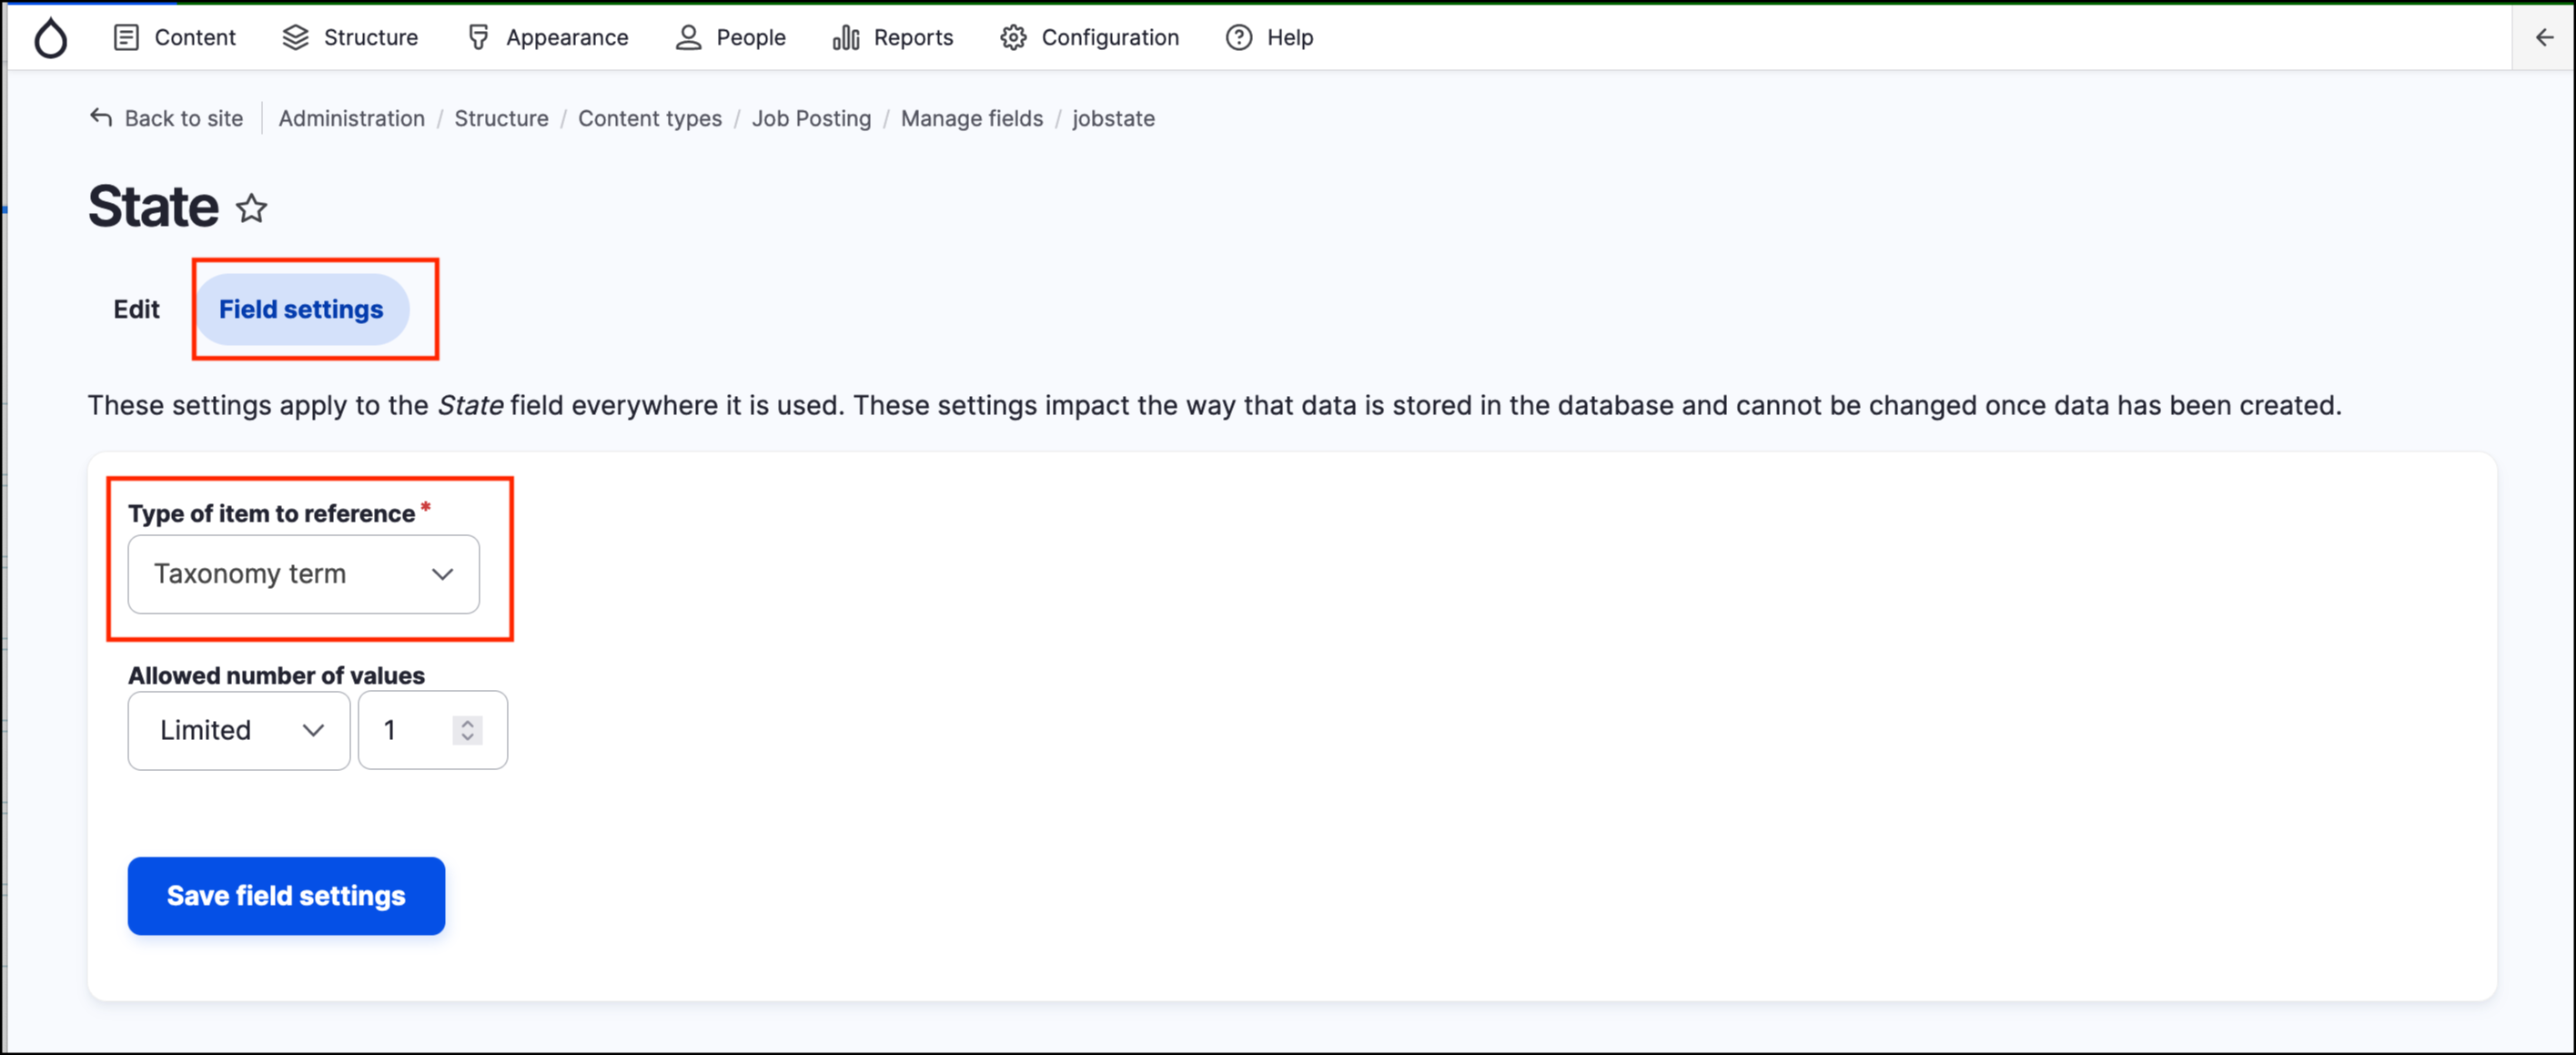 Content Structure Appearance People Reports Configuration Help
Back to site Administration / Structure / Content types / Job Posting / Manage fields / jobstate
State
Edit Field settings
These settings apply to the State field everywhere it is used. These settings impact the way that data is stored in the database and cannot be changed once data has been created.
Type of item to reference *
Taxonomy term
Allowed number of values
Limited 1
Save field settings